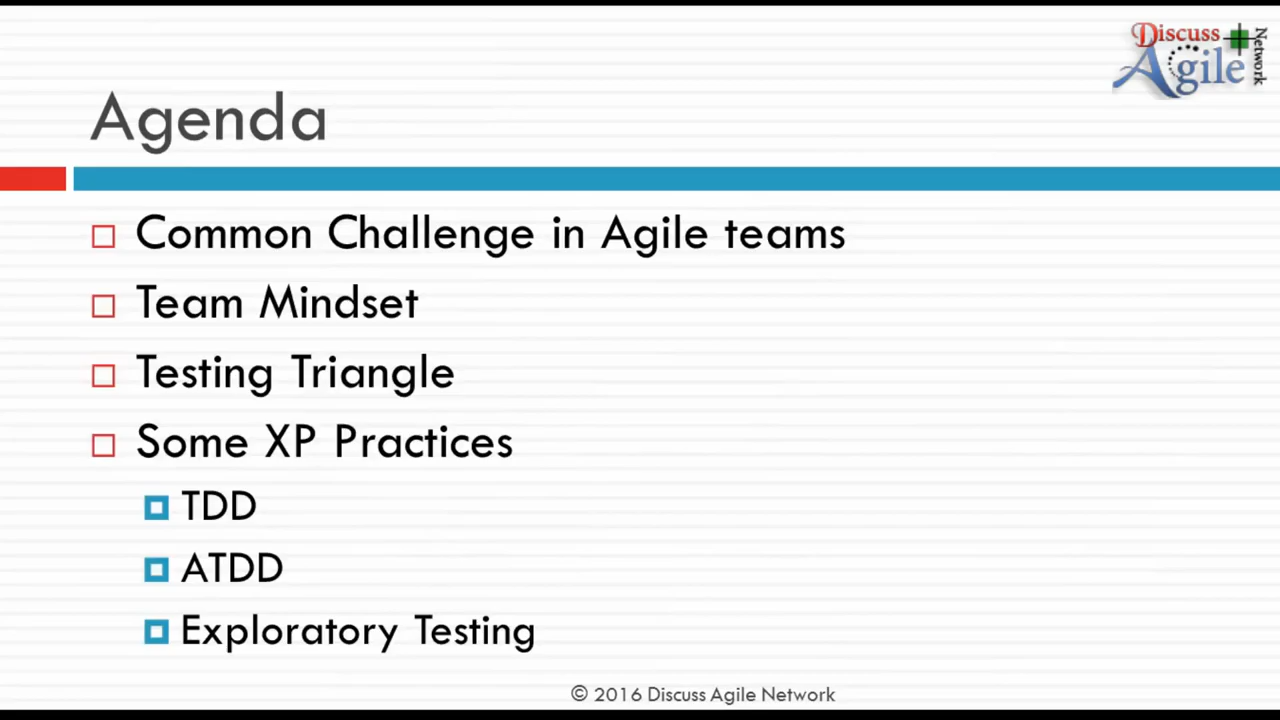 Discuss
Agile
Network
Agenda
Common Challenge in Agile teams
Team Mindset
Testing Triangle
Some XP Practices
TDD
ATDD
Exploratory Testing
© 2016 Discuss Agile Network